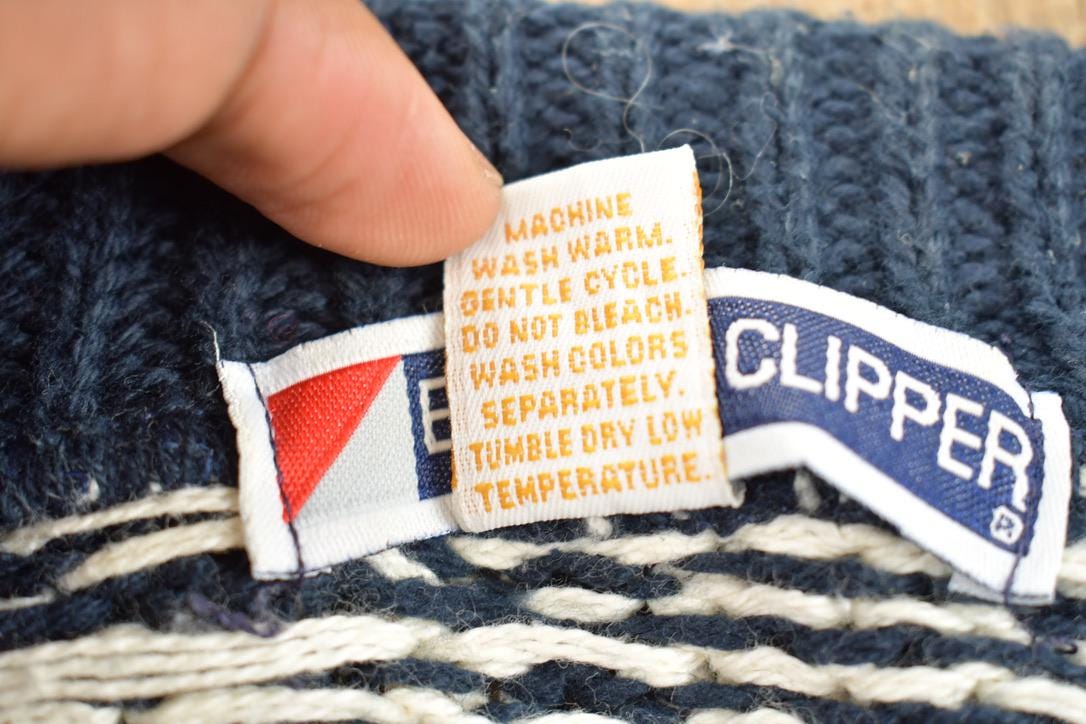 MACHINE
WASH WARM.
GENTLE CYCLE.
DO NOT BLEACH.
WASH COLORS
SEPARATELY.
TUMBLE DRY LOW
TEMPERATURE.
CLIPPER®